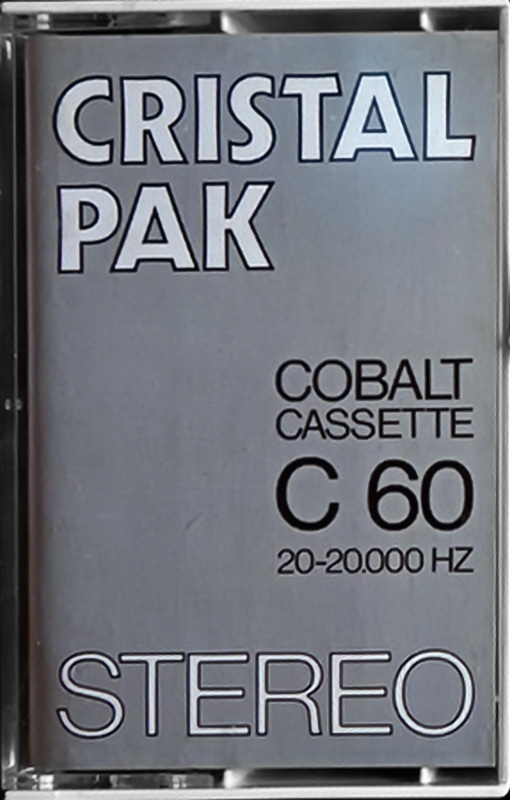 CRISTAL
PAK
COBALT
CASSETTE
C 60
20-20.000 HZ
STEREO